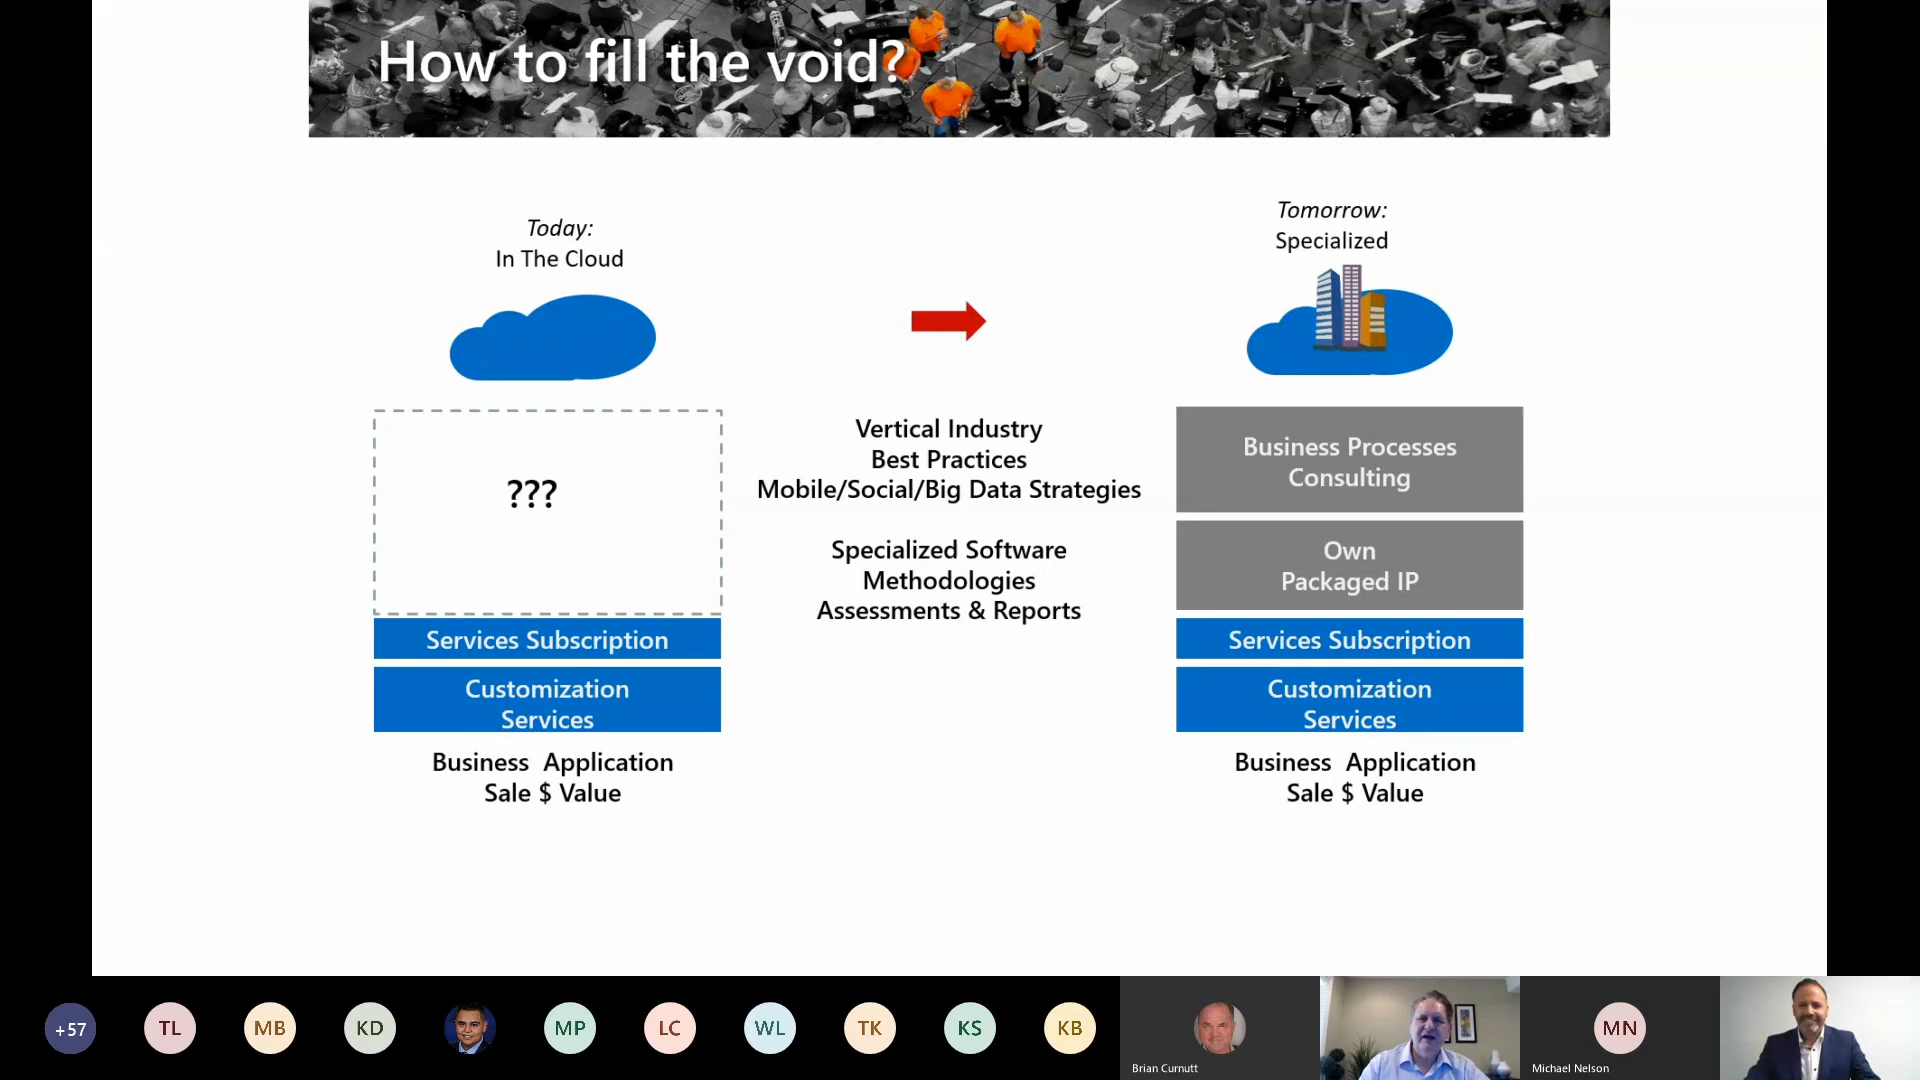 How to fill the void?
Today:
In The Cloud
???
Services Subscription
Customization
Services
Business  Application
Sale $ Value
Vertical Industry
Best Practices
Mobile/Social/Big Data Strategies
Specialized Software
Methodologies
Assessments & Reports
Tomorrow:
Specialized
Business Processes
Consulting
Own
Packaged IP
Services Subscription
Customization
Services
Business  Application
Sale $ Value
+57
TL
MB
KD
MP
LC
WL
TK
KS
KB
Brian Curnutt
MN
Michael Nelson